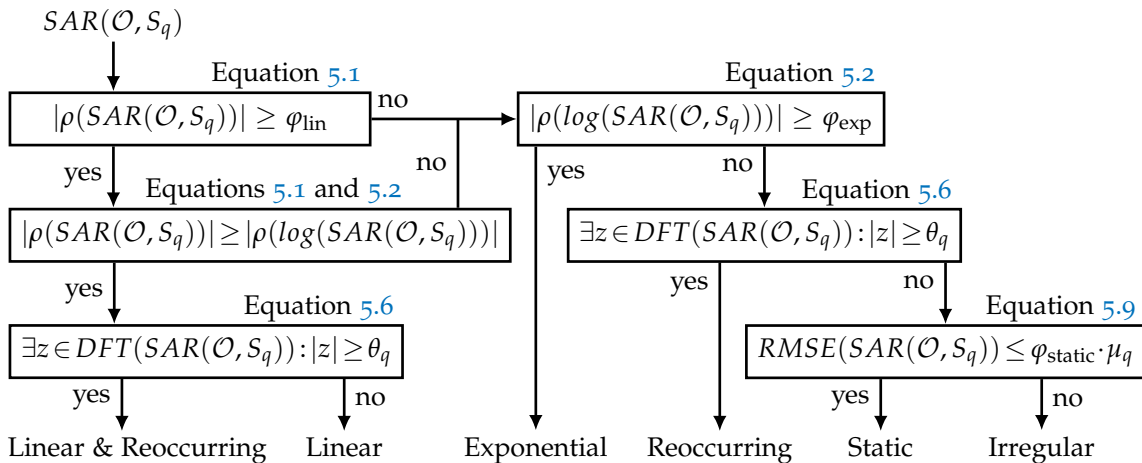 SAR(𝒪, S_q)
Equation 5.1
|ρ(SAR(𝒪, S_q))| ≥ φ_lin
no
Equation 5.2
|ρ(log(SAR(𝒪, S_q)))| ≥ φ_exp
yes
no
Equations 5.1 and 5.2
|ρ(SAR(𝒪, S_q))| ≥ |ρ(log(SAR(𝒪, S_q)))|
yes
no
Equation 5.6
∃z ∈ DFT(SAR(𝒪, S_q)) : |z| ≥ θ_q
yes
no
Equation 5.6
∃z ∈ DFT(SAR(𝒪, S_q)) : |z| ≥ θ_q
yes
no
Equation 5.9
RMSE(SAR(𝒪, S_q)) ≤ φ_static · μ_q
yes
no
yes
no
Linear & Reoccurring
Linear
Exponential
Reoccurring
Static
Irregular